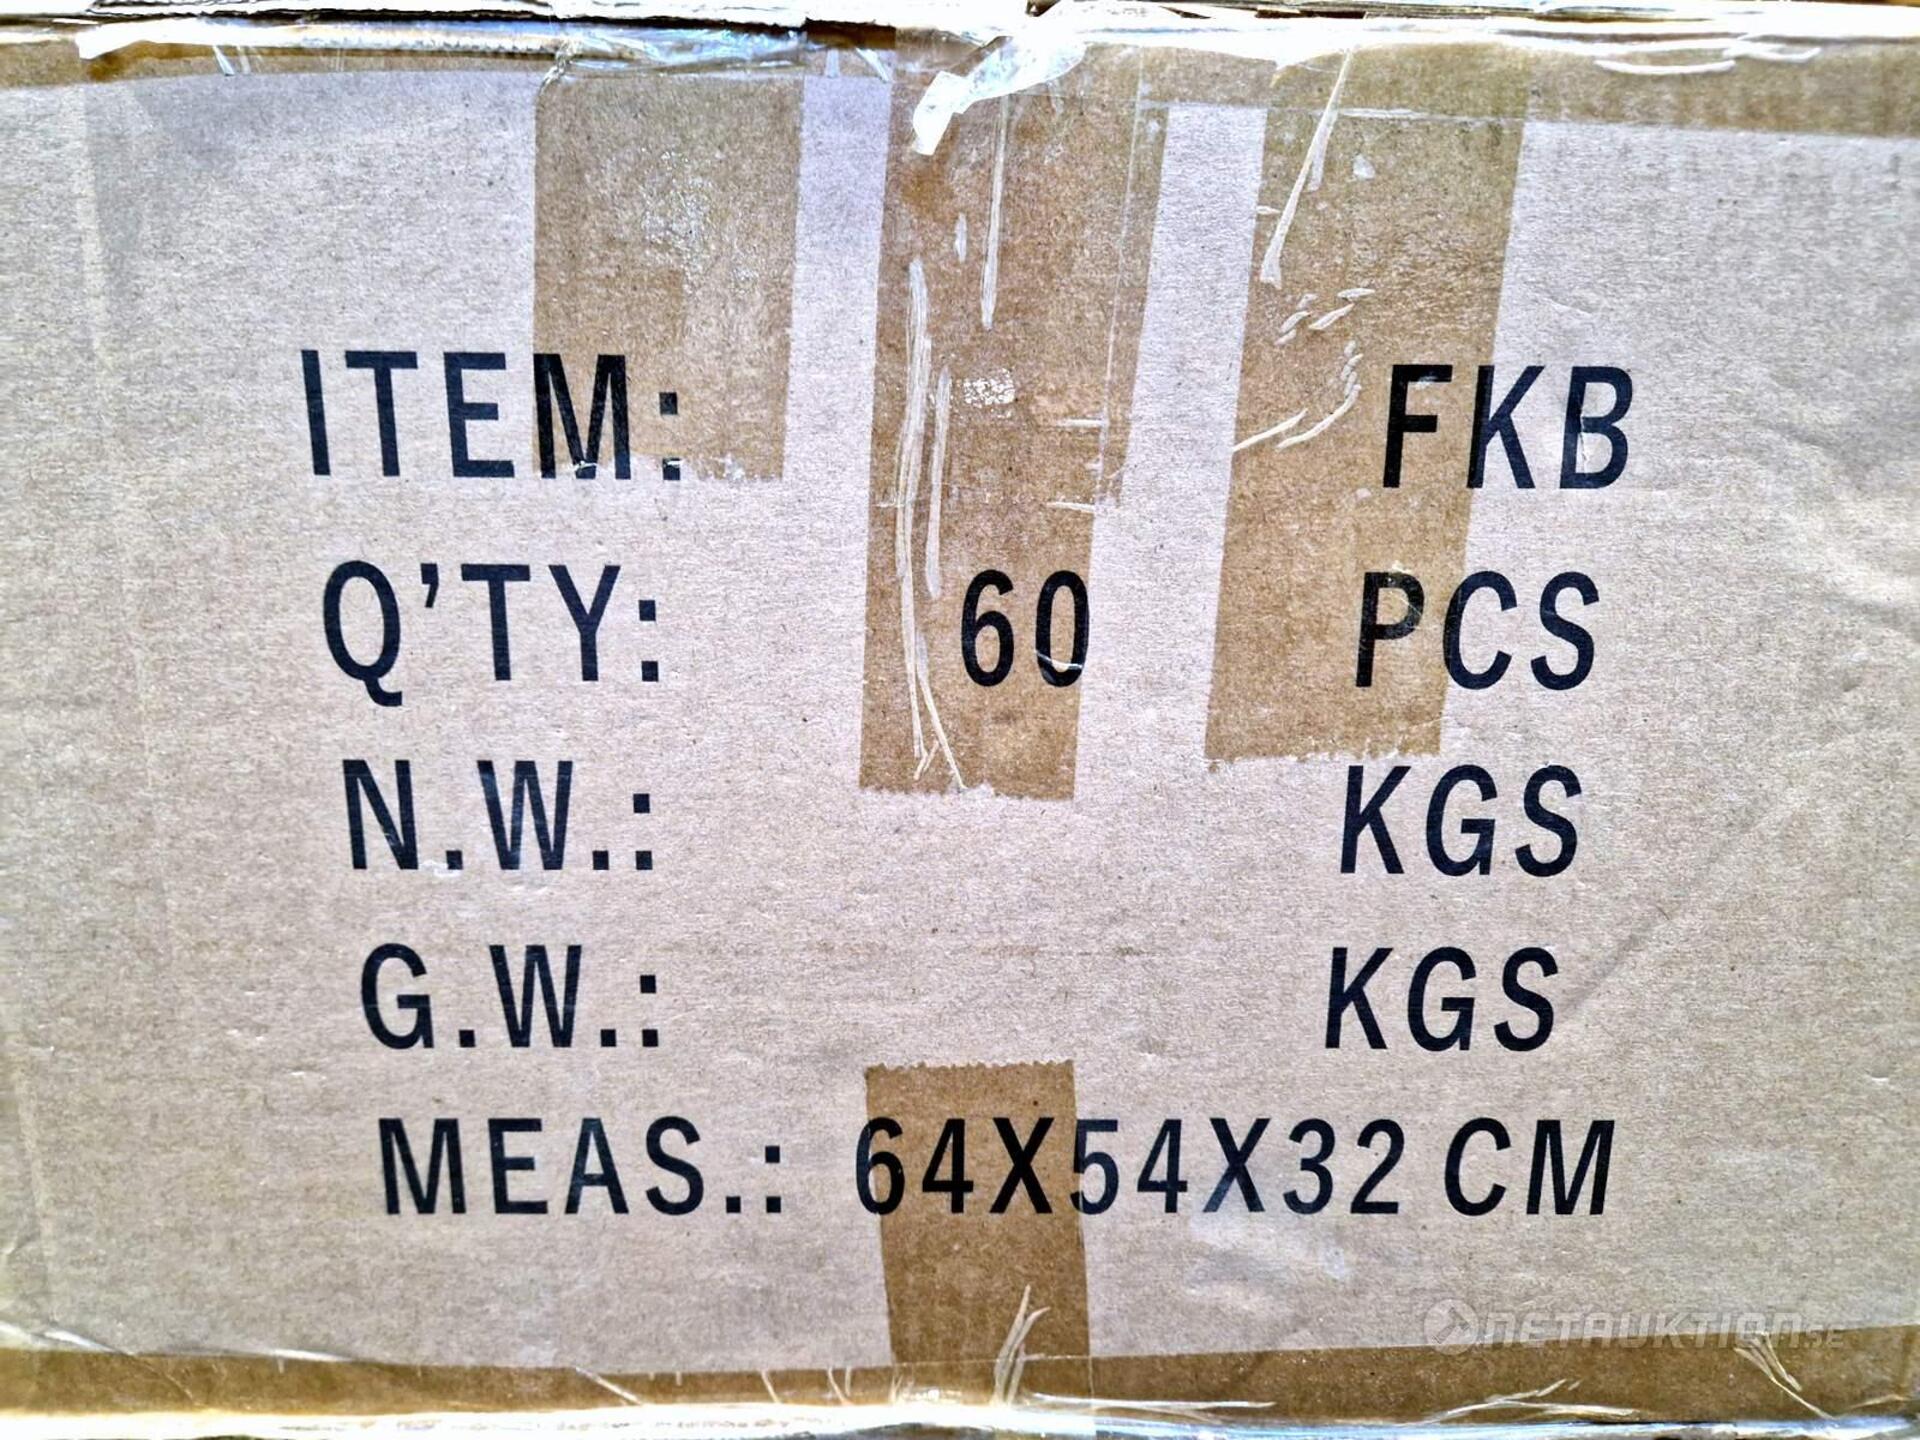 ITEM: FKB
Q'TY: 60 PCS
N.W.: KGS
G.W.: KGS
MEAS.: 64X54X32 CM
NETAUKTION.SE